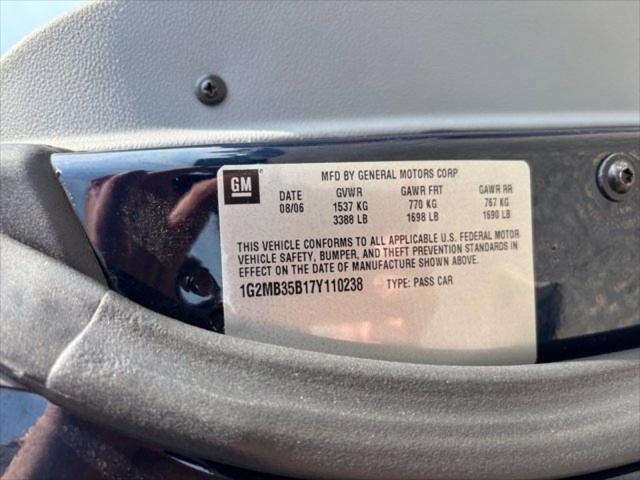 GM
MFD BY GENERAL MOTORS CORP
DATE GVWR GAWR FRT GAWR RR
08/06 1537 KG 770 KG 767 KG
3388 LB 1698 LB 1690 LB
THIS VEHICLE CONFORMS TO ALL APPLICABLE U.S. FEDERAL MOTOR
VEHICLE SAFETY, BUMPER, AND THEFT PREVENTION STANDARDS IN
EFFECT ON THE DATE OF MANUFACTURE SHOWN ABOVE.
1G2MB35B17Y110238 TYPE: PASS CAR